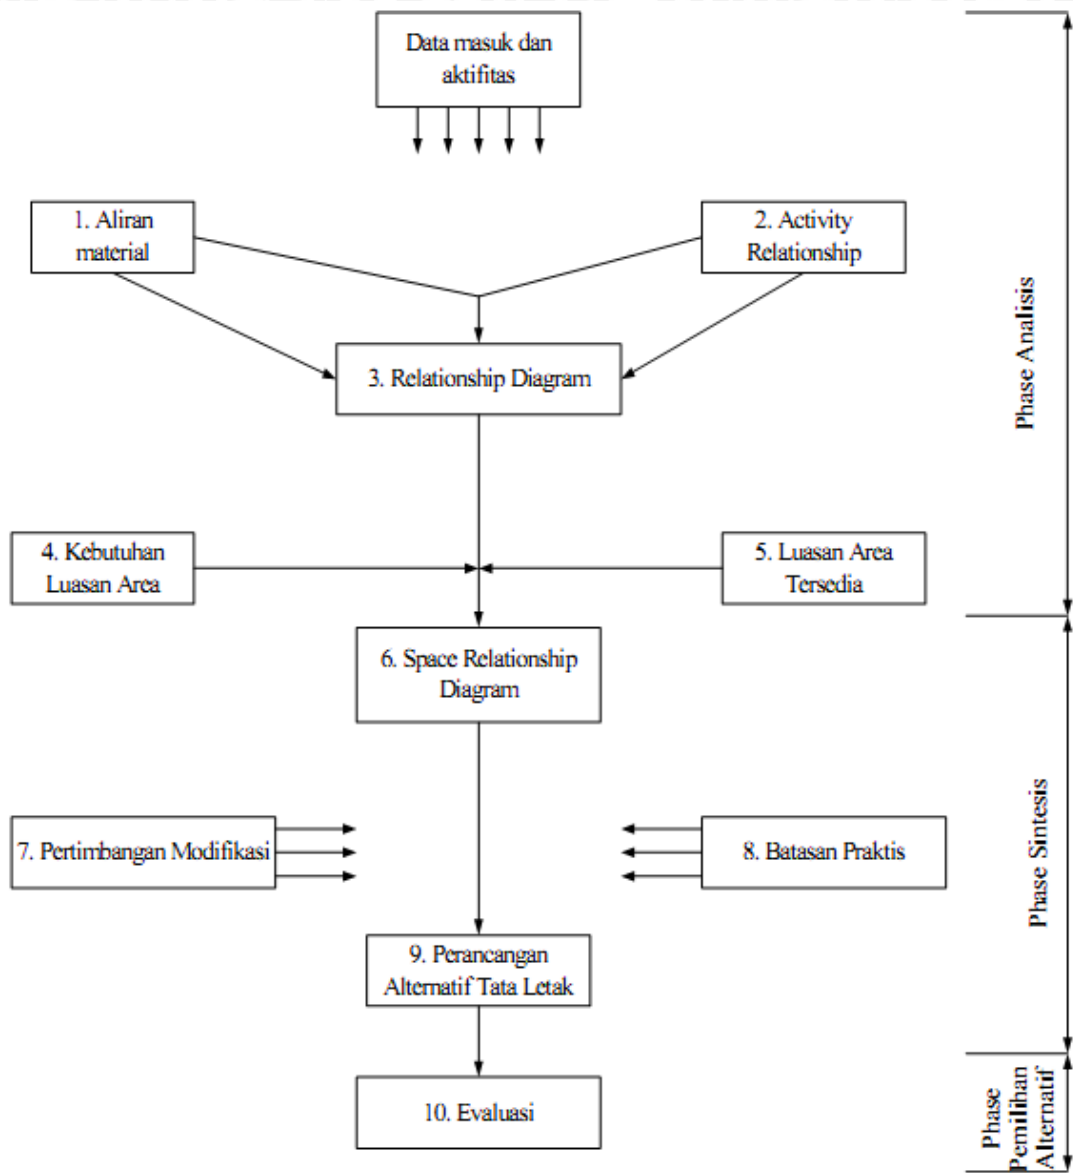 Data masuk dan
aktifitas
1. Aliran
material
2. Activity
Relationship
3. Relationship Diagram
Phase Analisis
4. Kebutuhan
Luasan Area
5. Luasan Area
Tersedia
6. Space Relationship
Diagram
7. Pertimbangan Modifikasi
8. Batasan Praktis
Phase Sintesis
9. Perancangan
Alternatif Tata Letak
10. Evaluasi
Phase
Pemilihan
Alternatif